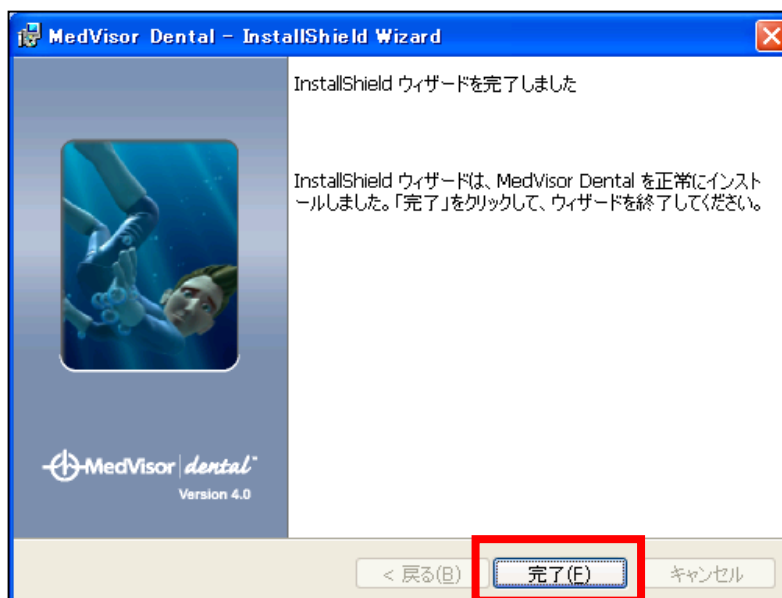 MedVisor Dental - InstallShield Wizard
InstallShield ウィザードを完了しました
InstallShield ウィザードは、MedVisor Dental を正常にインスト
ールしました。「完了」をクリックして、ウィザードを終了してください。
MedVisor dental™
Version 4.0
< 戻る(B)
完了(F)
キャンセル